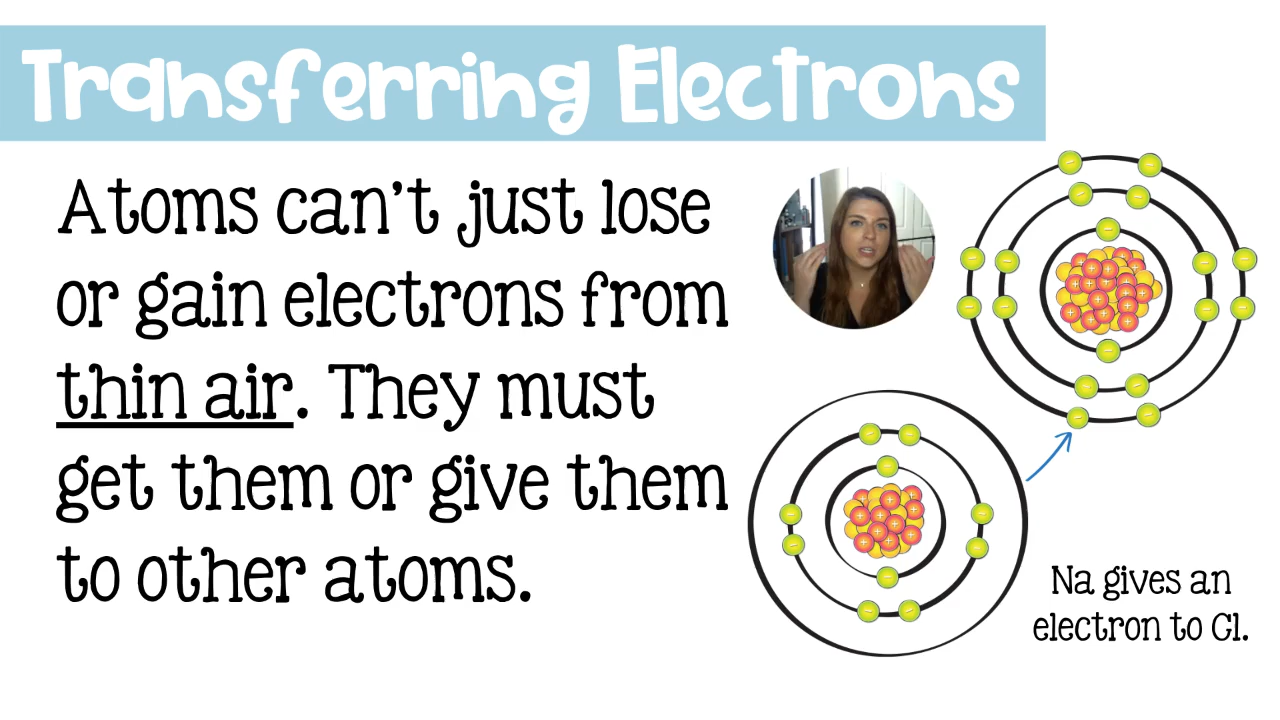 Transferring Electrons
Atoms can't just lose
or gain electrons from
thin air. They must
get them or give them
to other atoms.
Na gives an
electron to Cl.